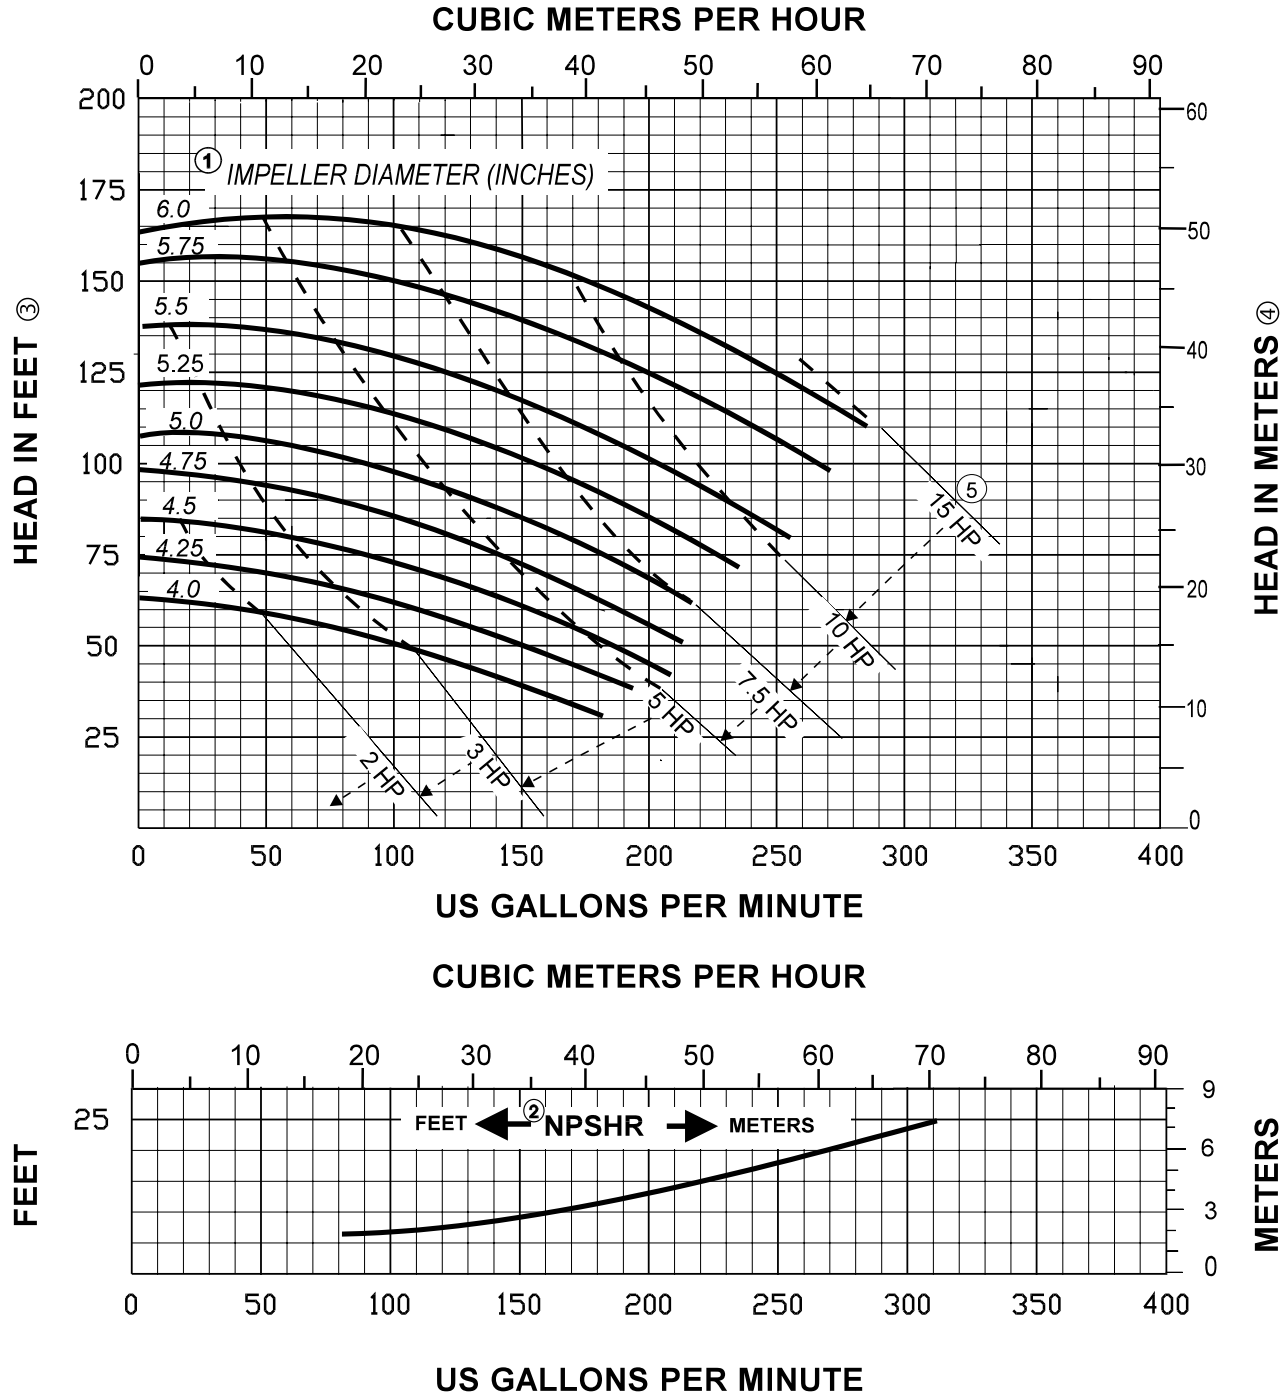 CUBIC METERS PER HOUR
0 10 20 30 40 50 60 70 80 90
200
60
① IMPELLER DIAMETER (INCHES)
175
6.0
50
5.75
150
5.5
40
5.25
125
5.0
4.75
100
30
4.5
⑤
15 HP
4.25
75
4.0
20
10 HP
50
7.5 HP
5 HP
10
25
3 HP
2 HP
0
HEAD IN FEET ③
HEAD IN METERS ④
0 50 100 150 200 250 300 350 400
US GALLONS PER MINUTE
CUBIC METERS PER HOUR
0 10 20 30 40 50 60 70 80 90
9
25
FEET ② NPSHR METERS
6
3
0
FEET
METERS
0 50 100 150 200 250 300 350 400
US GALLONS PER MINUTE